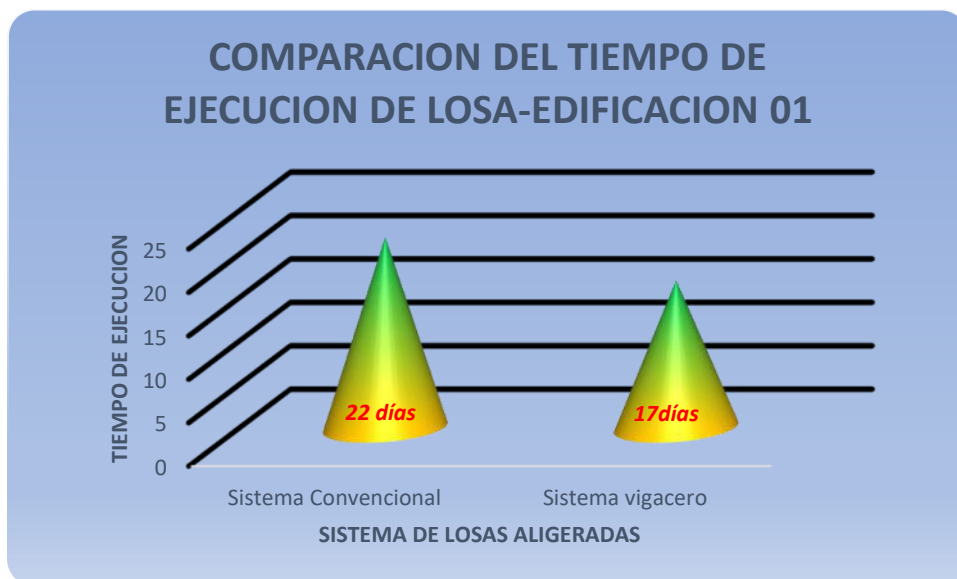 COMPARACION DEL TIEMPO DE
EJECUCION DE LOSA-EDIFICACION 01
TIEMPO DE EJECUCION
25
20
15
10
5
0
22 días
17días
Sistema Convencional
Sistema vigacero
SISTEMA DE LOSAS ALIGERADAS